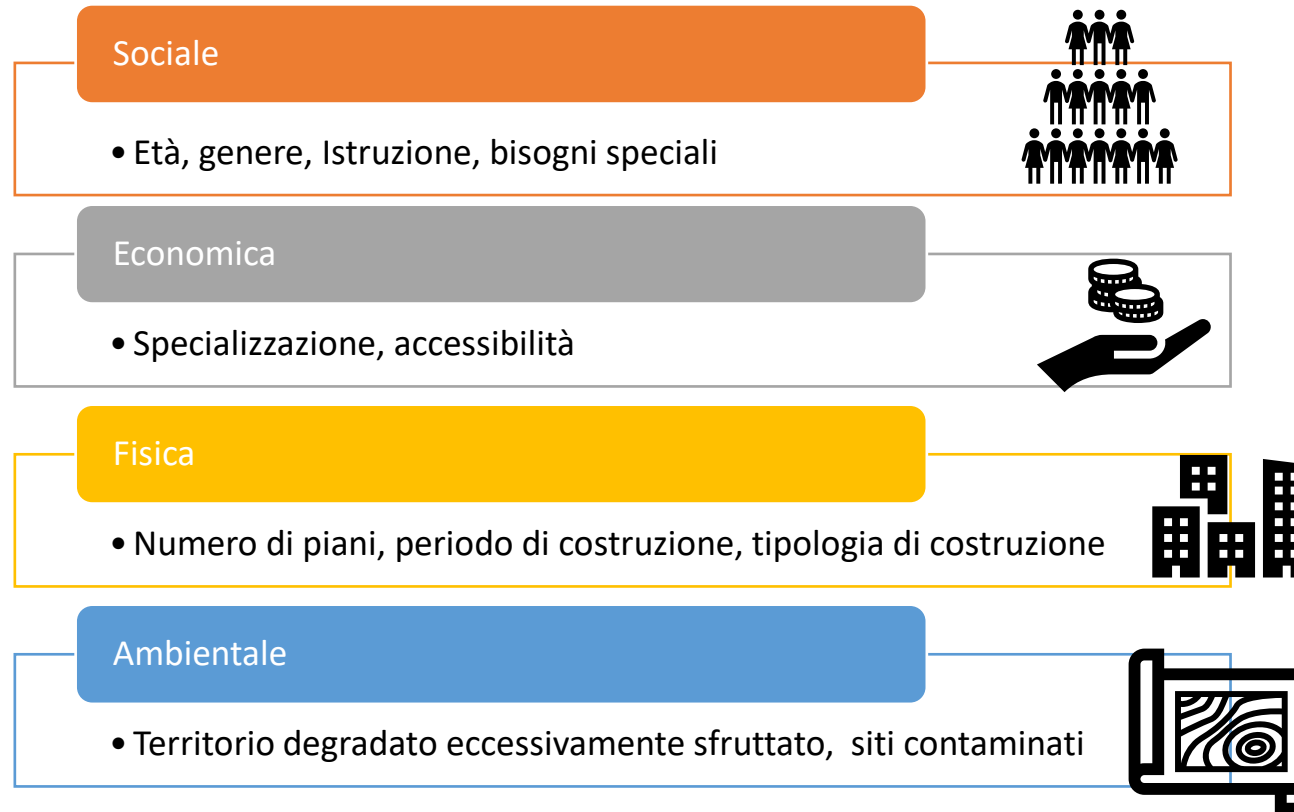 Sociale
• Età, genere, Istruzione, bisogni speciali
Economica
• Specializzazione, accessibilità
Fisica
• Numero di piani, periodo di costruzione, tipologia di costruzione
Ambientale
• Territorio degradato eccessivamente sfruttato, siti contaminati